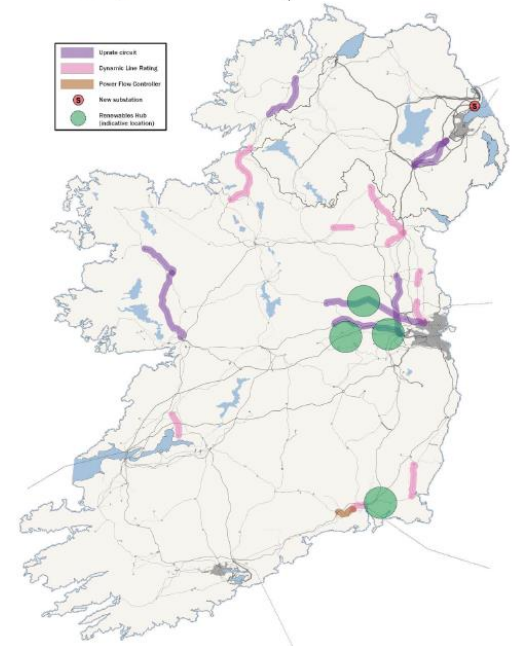 Uprate circuit
Dynamic Line Rating
Power Flow Controller
S
New substation
Renewables Hub
(indicative location)
S